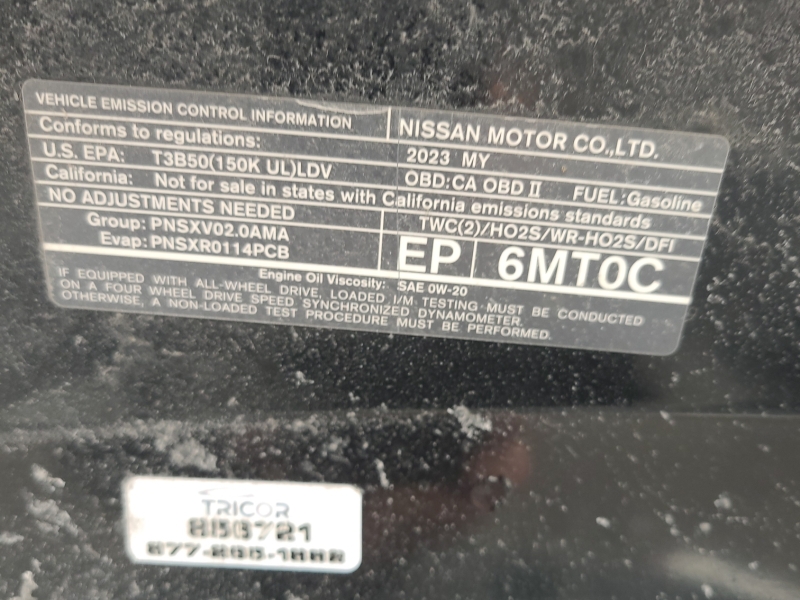 VEHICLE EMISSION CONTROL INFORMATION
NISSAN MOTOR CO.,LTD.
Conforms to regulations:
2023 MY
U.S. EPA: T3B50(150K UL)LDV
OBD:CA OBD II FUEL:Gasoline
California: Not for sale in states with California emissions standards
NO ADJUSTMENTS NEEDED
TWC(2)/HO2S/WR-HO2S/DFI
Group: PNSXV02.0AMA
Evap: PNSXR0114PCB
EP 6MT0C
Engine Oil Viscosity: SAE 0W-20
IF EQUIPPED WITH ALL-WHEEL DRIVE, LOADED I/M TESTING MUST BE CONDUCTED
ON A FOUR WHEEL DRIVE SPEED SYNCHRONIZED DYNAMOMETER.
OTHERWISE, A NON-LOADED TEST PROCEDURE MUST BE PERFORMED.
TRICOR